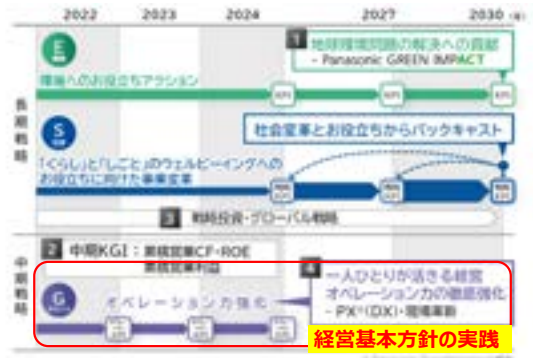 2022 2023 2024 2027 2030 (年)
E
1 地球環境問題の解決への貢献
- Panasonic GREEN IMPACT
環境へのお役立ちアクション
長期戦略
S
社会変革とお役立ちからバックキャスト
「くらし」と「しごと」のウェルビーイングへの
お役立ちに向けた事業変革
3 戦略投資・グローバル戦略
2 中期KGI:累積営業CF・ROE
累積営業利益
中期戦略
G
オペレーション力強化
4 一人ひとりが活きる経営
オペレーション力の徹底強化
- PX(DX)・現場革新
経営基本方針の実践